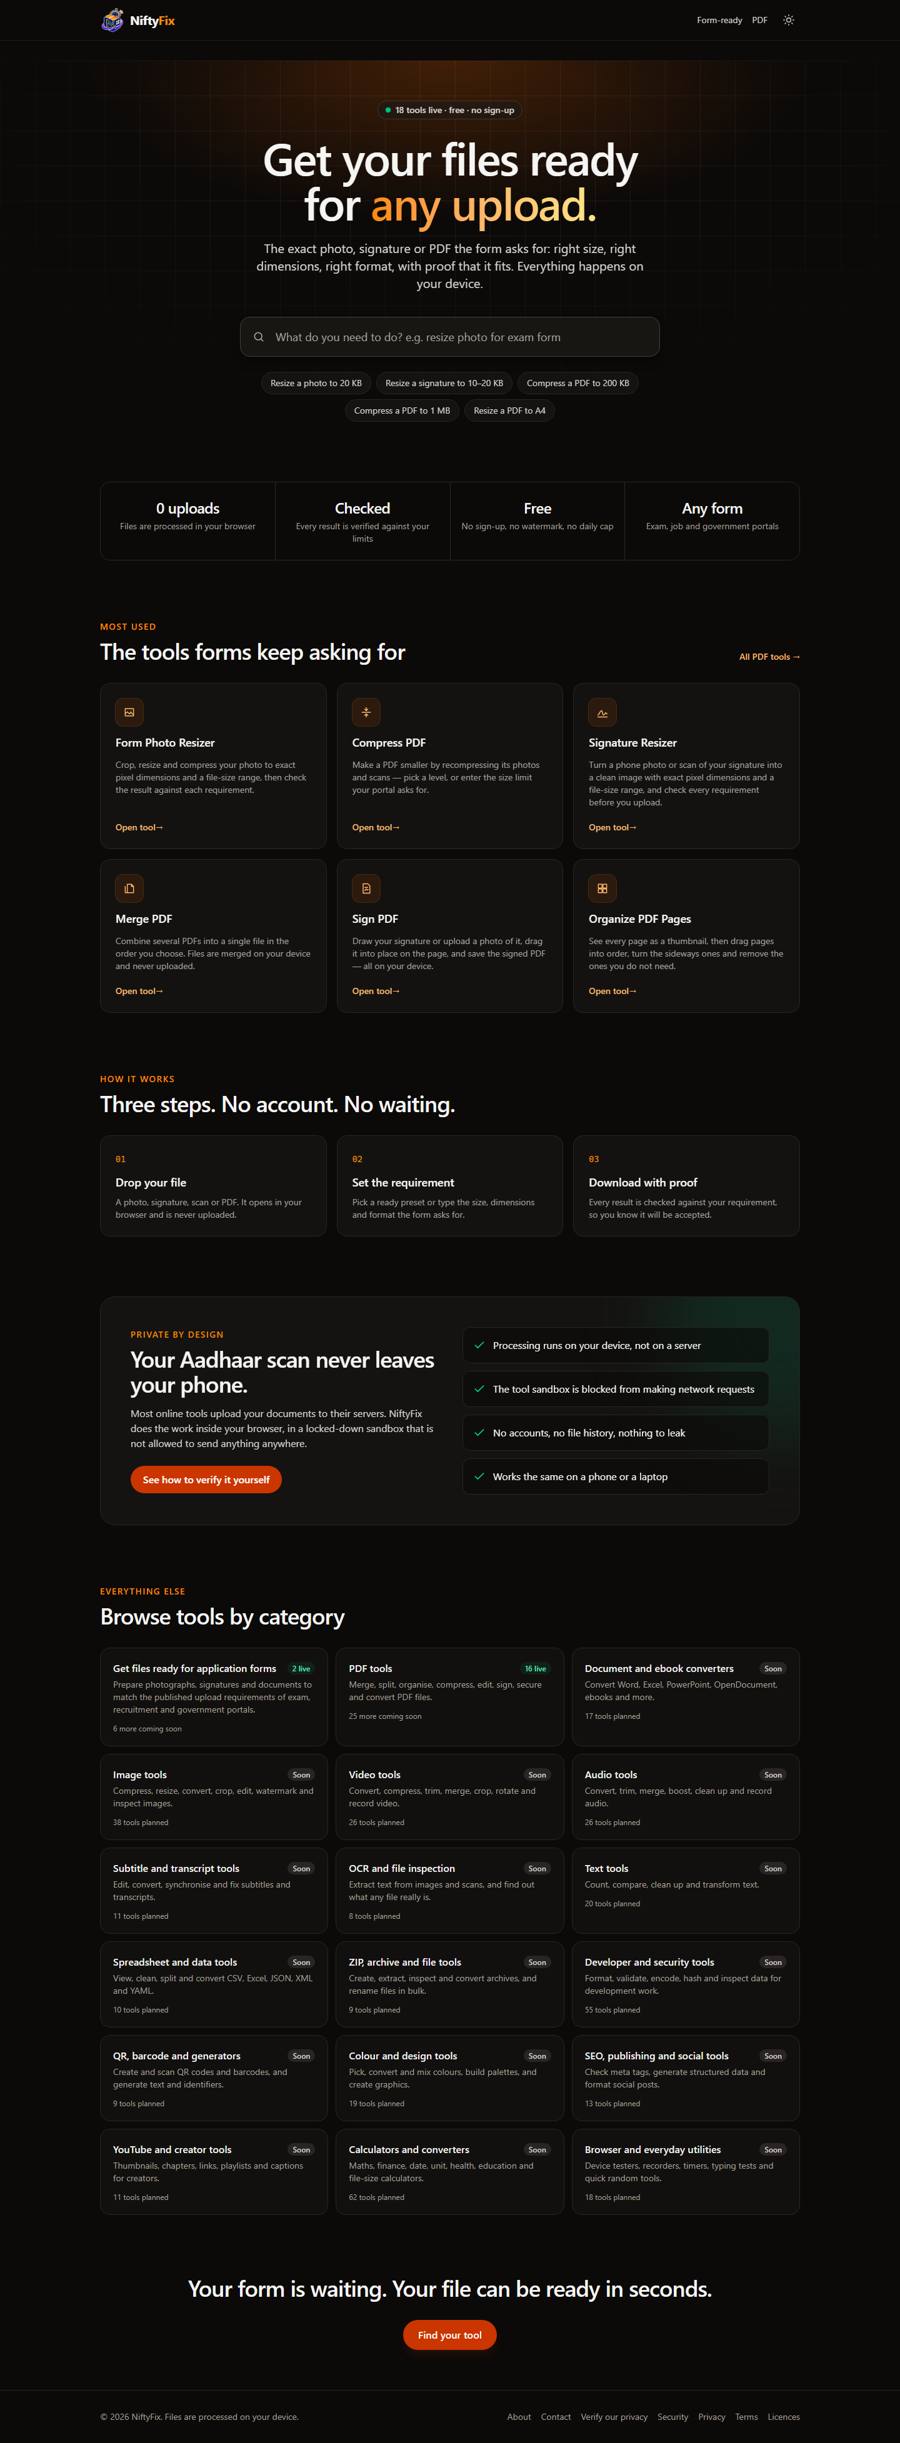 NiftyFix
Form-ready PDF
18 tools live · free · no sign-up
Get your files ready
for any upload.
The exact photo, signature or PDF the form asks for: right size, right
dimensions, right format, with proof that it fits. Everything happens on
your device.
What do you need to do? e.g. resize photo for exam form
Resize a photo to 20 KB
Resize a signature to 10–20 KB
Compress a PDF to 200 KB
Compress a PDF to 1 MB
Resize a PDF to A4
0 uploads
Files are processed in your browser
Checked
Every result is verified against your
limits
Free
No sign-up, no watermark, no daily cap
Any form
Exam, job and government portals
MOST USED
The tools forms keep asking for
All PDF tools →
Form Photo Resizer
Crop, resize and compress your photo to exact
pixel dimensions and a file-size range, then check
the result against each requirement.
Open tool→
Compress PDF
Make a PDF smaller by recompressing its photos
and scans — pick a level, or enter the size limit
your portal asks for.
Open tool→
Signature Resizer
Turn a phone photo or scan of your signature into
a clean image with exact pixel dimensions and a
file-size range, and check every requirement
before you upload.
Open tool→
Merge PDF
Combine several PDFs into a single file in the
order you choose. Files are merged on your device
and never uploaded.
Open tool→
Sign PDF
Draw your signature or upload a photo of it, drag
it into place on the page, and save the signed PDF
— all on your device.
Open tool→
Organize PDF Pages
See every page as a thumbnail, then drag pages
into order, turn the sideways ones and remove the
ones you do not need.
Open tool→
HOW IT WORKS
Three steps. No account. No waiting.
01
Drop your file
A photo, signature, scan or PDF. It opens in your
browser and is never uploaded.
02
Set the requirement
Pick a ready preset or type the size, dimensions
and format the form asks for.
03
Download with proof
Every result is checked against your requirement,
so you know it will be accepted.
PRIVATE BY DESIGN
Your Aadhaar scan never leaves
your phone.
Most online tools upload your documents to their servers. NiftyFix
does the work inside your browser, in a locked-down sandbox that is
not allowed to send anything anywhere.
See how to verify it yourself
Processing runs on your device, not on a server
The tool sandbox is blocked from making network requests
No accounts, no file history, nothing to leak
Works the same on a phone or a laptop
EVERYTHING ELSE
Browse tools by category
Get files ready for application forms 2 live
Prepare photographs, signatures and documents to
match the published upload requirements of exam,
recruitment and government portals.
6 more coming soon
PDF tools 16 live
Merge, split, organise, compress, edit, sign, secure
and convert PDF files.
25 more coming soon
Document and ebook converters Soon
Convert Word, Excel, PowerPoint, OpenDocument,
ebooks and more.
17 tools planned
Image tools Soon
Compress, resize, convert, crop, edit, watermark and
inspect images.
38 tools planned
Video tools Soon
Convert, compress, trim, merge, crop, rotate and
record video.
26 tools planned
Audio tools Soon
Convert, trim, merge, boost, clean up and record
audio.
26 tools planned
Subtitle and transcript tools Soon
Edit, convert, synchronise and fix subtitles and
transcripts.
11 tools planned
OCR and file inspection Soon
Extract text from images and scans, and find out
what any file really is.
8 tools planned
Text tools Soon
Count, compare, clean up and transform text.
20 tools planned
Spreadsheet and data tools Soon
View, clean, split and convert CSV, Excel, JSON, XML
and YAML.
10 tools planned
ZIP, archive and file tools Soon
Create, extract, inspect and convert archives, and
rename files in bulk.
9 tools planned
Developer and security tools Soon
Format, validate, encode, hash and inspect data for
development work.
55 tools planned
QR, barcode and generators Soon
Create and scan QR codes and barcodes, and
generate text and identifiers.
9 tools planned
Colour and design tools Soon
Pick, convert and mix colours, build palettes, and
create graphics.
19 tools planned
SEO, publishing and social tools Soon
Check meta tags, generate structured data and
format social posts.
13 tools planned
YouTube and creator tools Soon
Thumbnails, chapters, links, playlists and captions
for creators.
11 tools planned
Calculators and converters Soon
Maths, finance, date, unit, health, education and
file-size calculators.
62 tools planned
Browser and everyday utilities Soon
Device testers, recorders, timers, typing tests and
quick random tools.
18 tools planned
Your form is waiting. Your file can be ready in seconds.
Find your tool
© 2026 NiftyFix. Files are processed on your device.
About Contact Verify our privacy Security Privacy Terms Licences